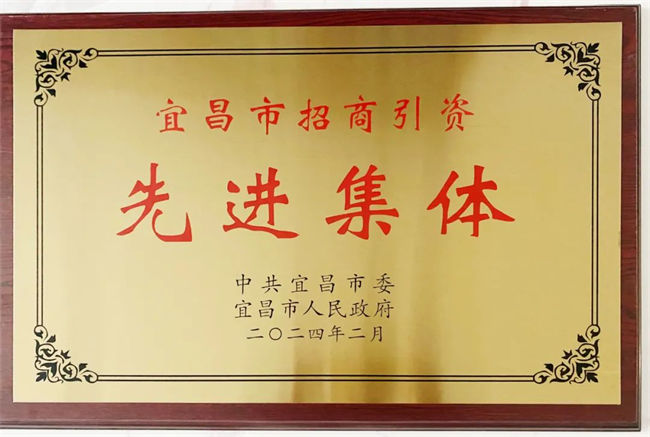 宜昌市招商引资
先进集体
中共宜昌市委
宜昌市人民政府
二〇二四年二月